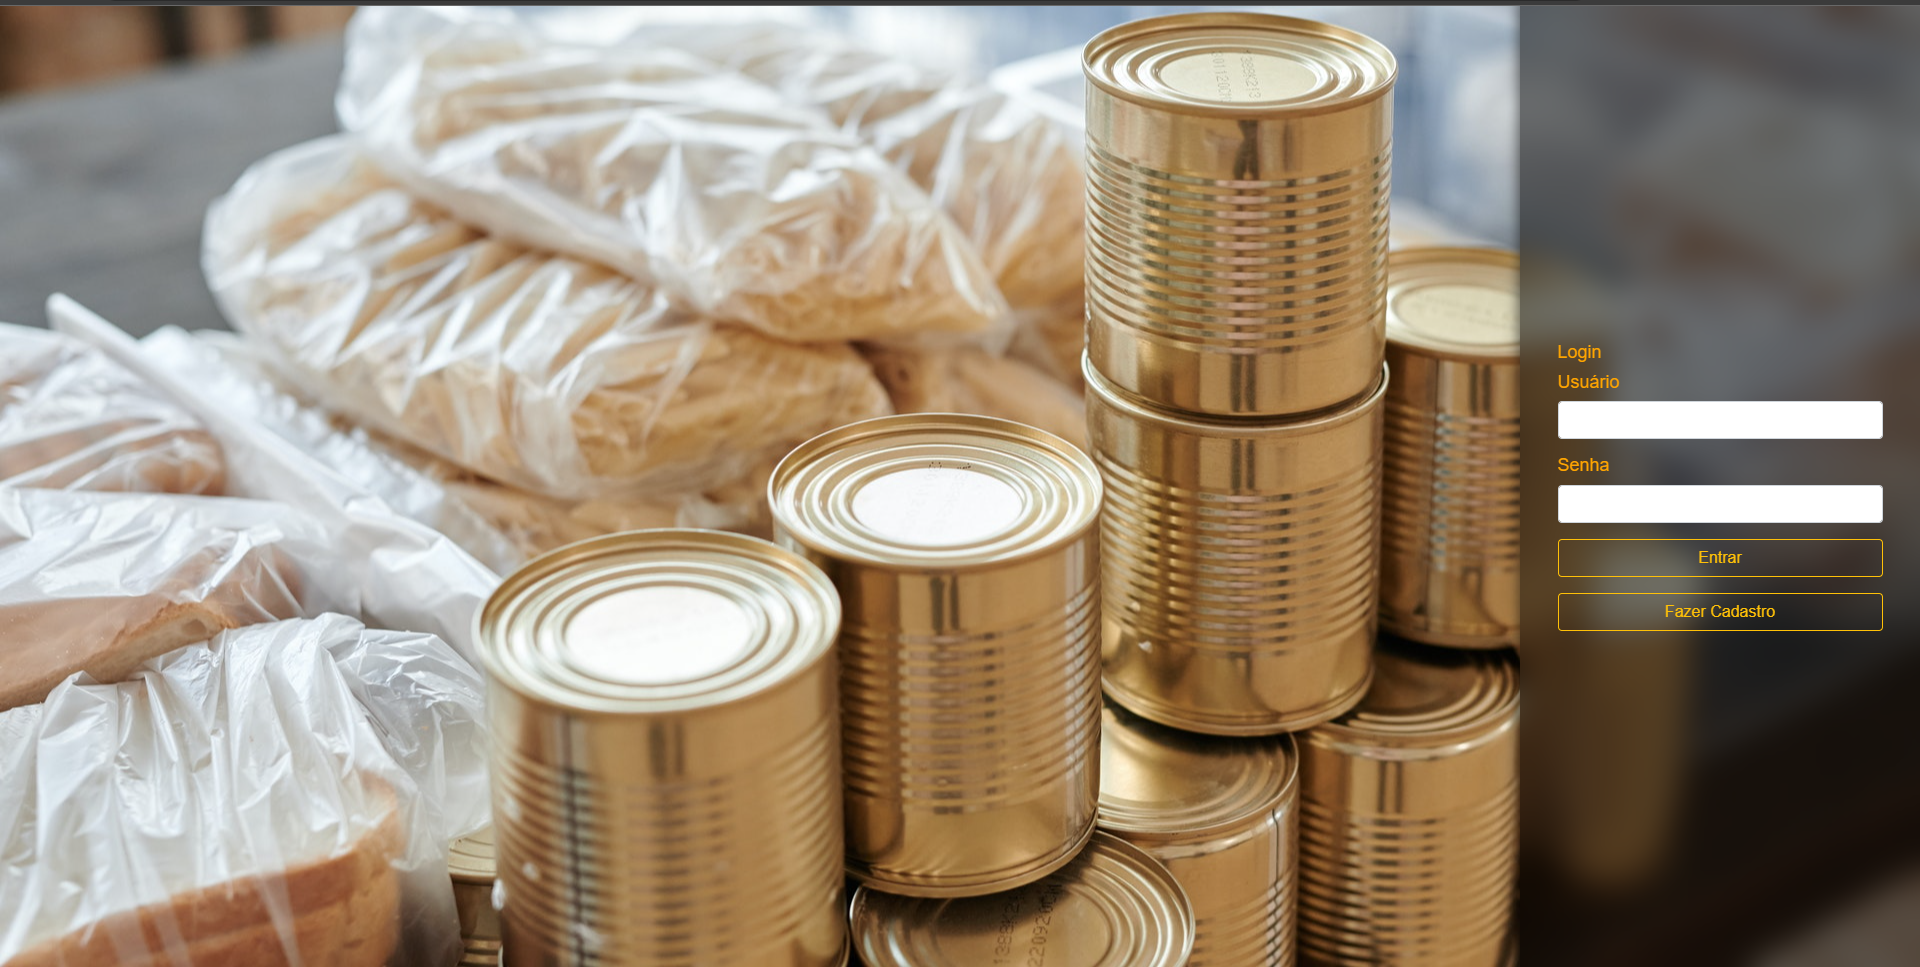 Login
Usuário
Senha
Entrar
Fazer Cadastro